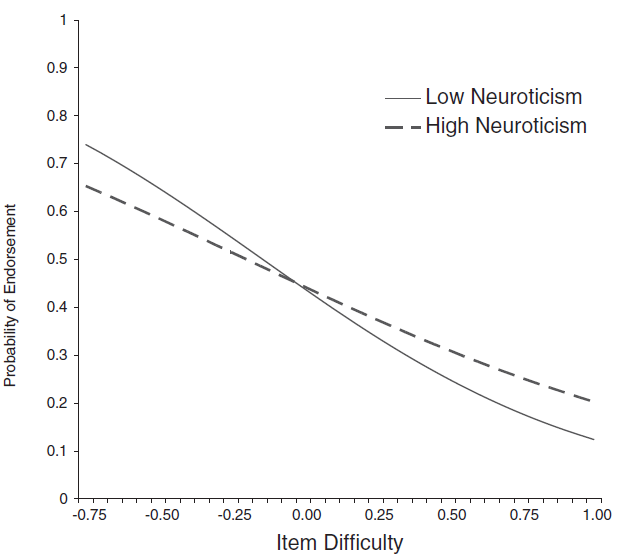 1
0.9
0.8
0.7
0.6
0.5
0.4
0.3
0.2
0.1
0
Probability of Endorsement
Low Neuroticism
High Neuroticism
-0.75 -0.50 -0.25 0.00 0.25 0.50 0.75 1.00
Item Difficulty